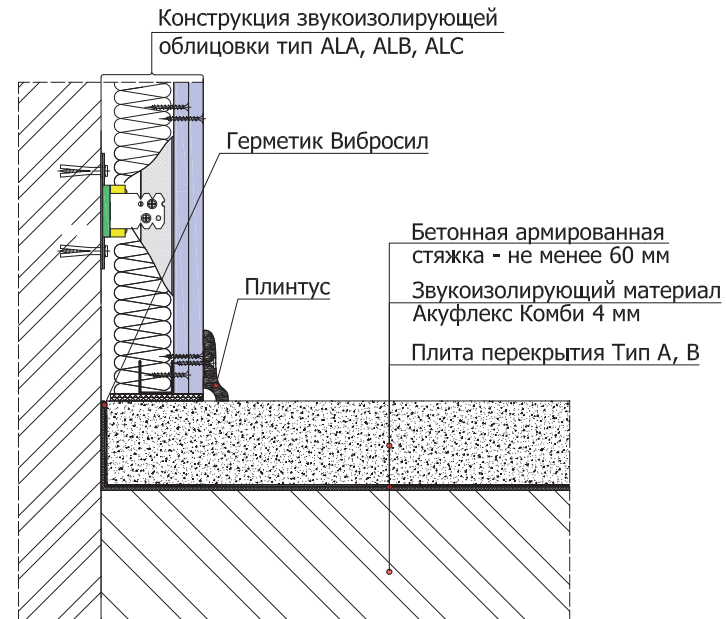 Конструкция звукоизолирующей
облицовки тип ALA, ALB, ALC
Герметик Вибросил
Бетонная армированная
стяжка - не менее 60 мм
Плинтус
Звукоизолирующий материал
Акуфлекс Комби 4 мм
Плита перекрытия Тип А, В